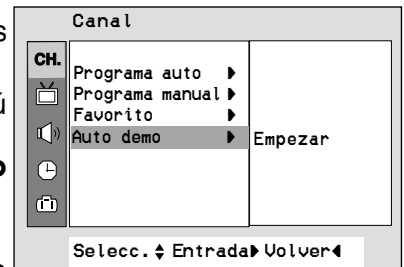 Canal
CH.
Programa auto
Programa manual
Favorito
Auto demo
Empezar
Selecc. Entrada Volver